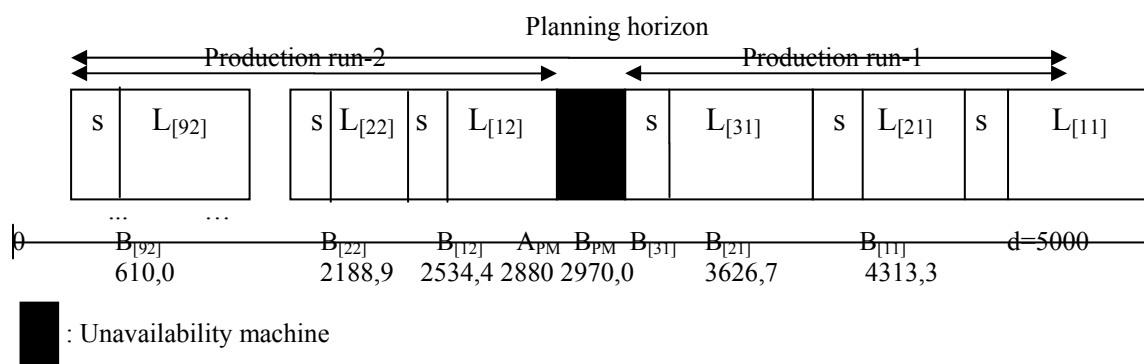 Planning horizon
Production run-2 Production run-1
s L[92] s L[22] s L[12] s L[31] s L[21] s L[11]
... …
0 B[92] B[22] B[12] APM BPM B[31] B[21] B[11] d=5000
610,0 2188,9 2534,4 2880 2970,0 3626,7 4313,3
: Unavailability machine